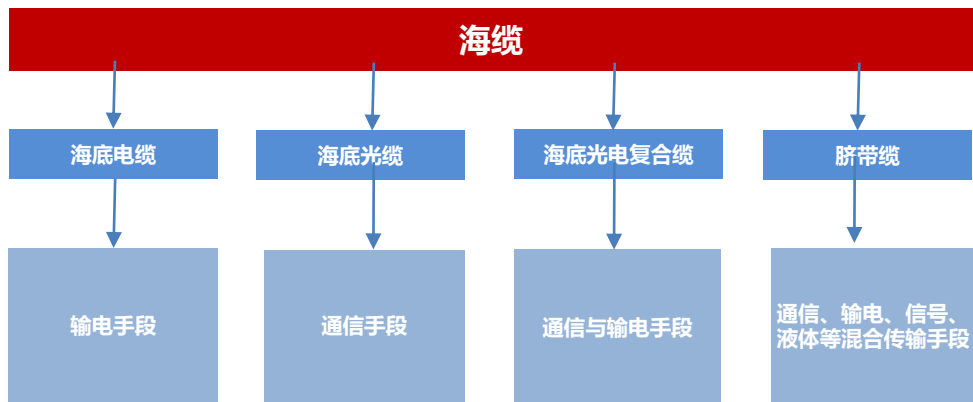 海缆
海底电缆
海底光缆
海底光电复合缆
脐带缆
输电手段
通信手段
通信与输电手段
通信、输电、信号、
液体等混合传输手段